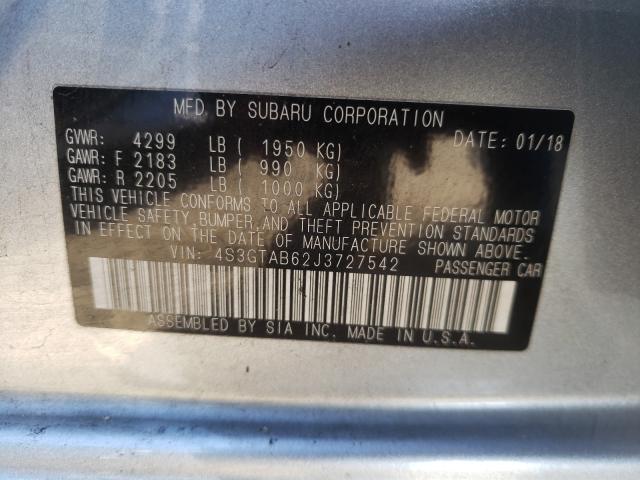 MFD BY SUBARU CORPORATION
GVWR: 4299 LB ( 1950 KG) DATE: 01/18
GAWR: F 2183 LB ( 990 KG)
GAWR: R 2205 LB ( 1000 KG)
THIS VEHICLE CONFORMS TO ALL APPLICABLE FEDERAL MOTOR
VEHICLE SAFETY, BUMPER, AND THEFT PREVENTION STANDARDS
IN EFFECT ON THE DATE OF MANUFACTURE SHOWN ABOVE.
VIN: 4S3GTAB62J3727542 PASSENGER CAR
ASSEMBLED BY SIA INC. MADE IN U.S.A.